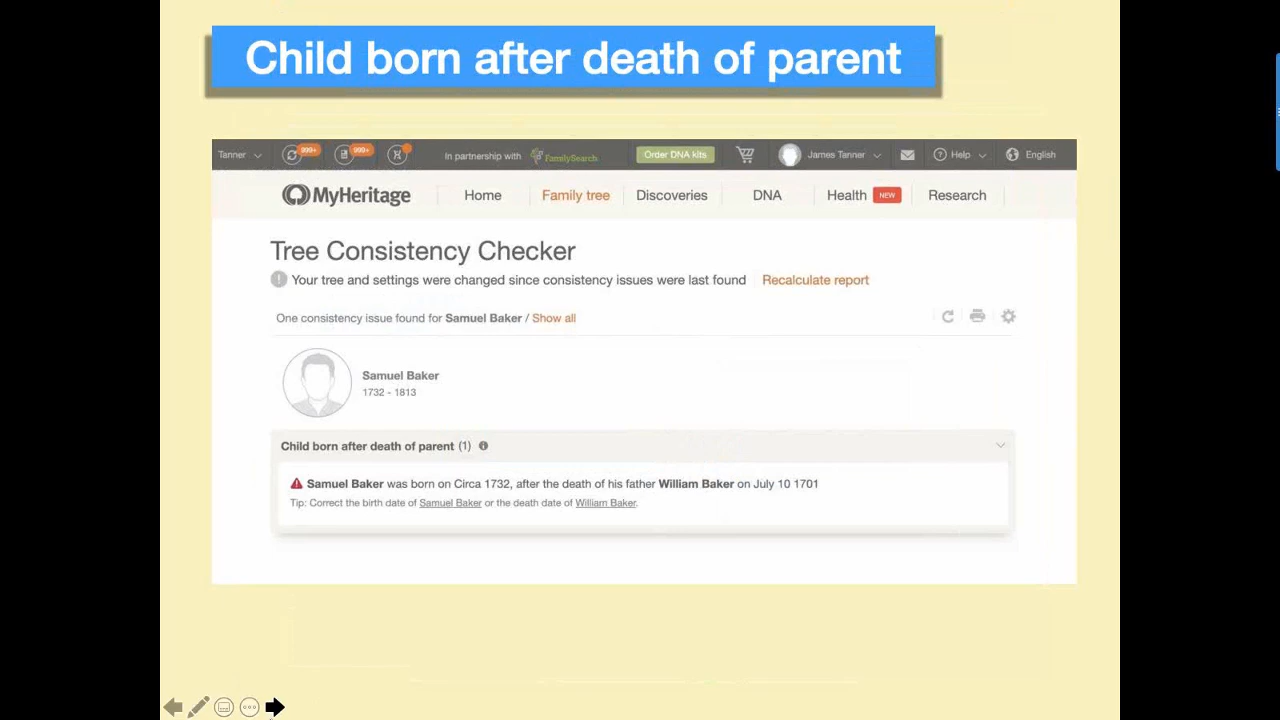 Child born after death of parent
Tanner 999+ 999+ In partnership with FamilySearch Order DNA kits James Tanner Help English
MyHeritage Home Family tree Discoveries DNA Health NEW Research
Tree Consistency Checker
Your tree and settings were changed since consistency issues were last found Recalculate report
One consistency issue found for Samuel Baker / Show all
Samuel Baker
1732 - 1813
Child born after death of parent (1)
Samuel Baker was born on Circa 1732, after the death of his father William Baker on July 10 1701
Tip: Correct the birth date of Samuel Baker or the death date of William Baker.